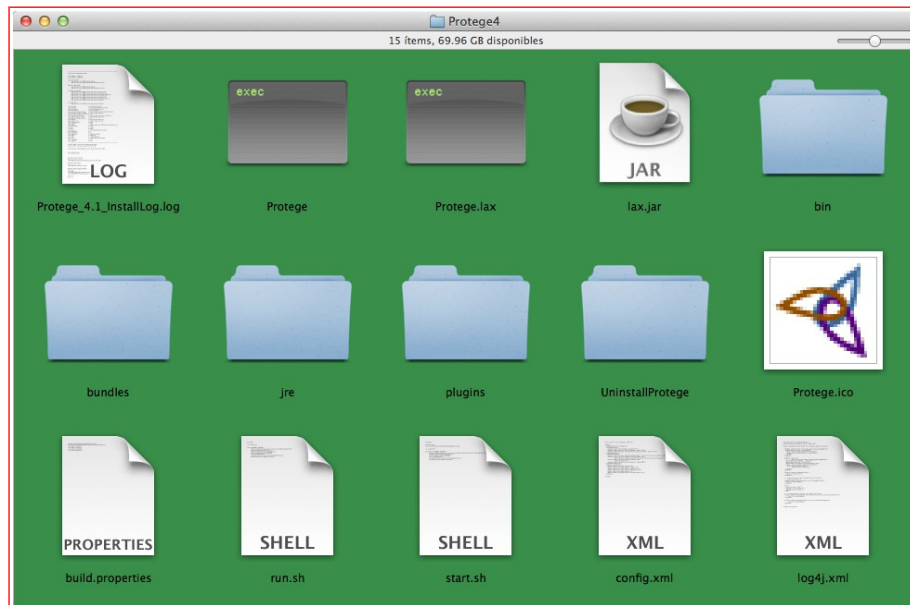 Protege4
15 ítems, 69.96 GB disponibles
LOG
exec
exec
JAR
Protege_4.1_InstallLog.log
Protege
Protege.lax
lax.jar
bin
bundles
jre
plugins
UninstallProtege
Protege.ico
PROPERTIES
SHELL
SHELL
XML
XML
build.properties
run.sh
start.sh
config.xml
log4j.xml